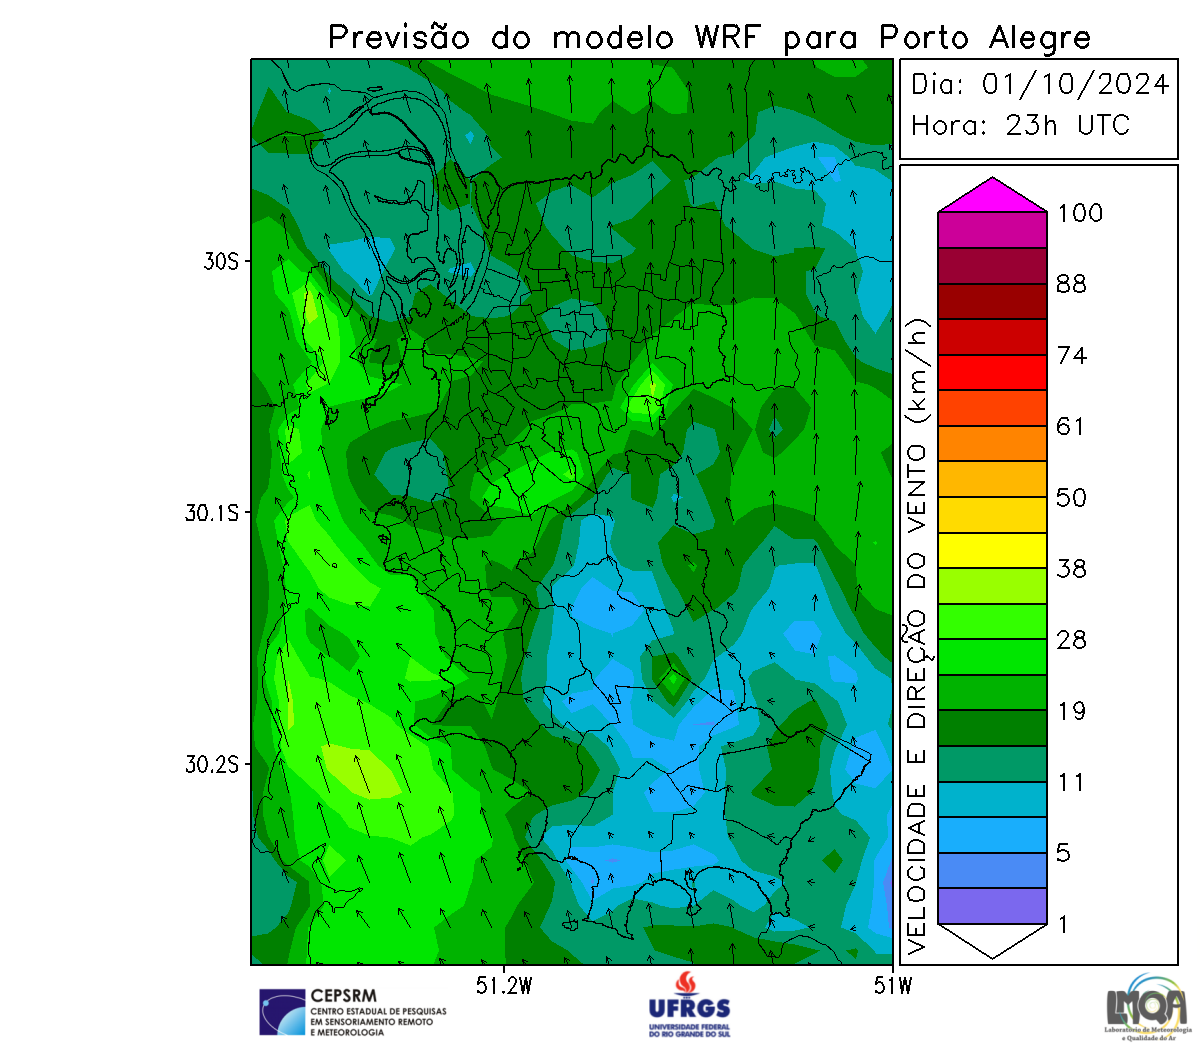 Previsão do modelo WRF para Porto Alegre
Dia: 01/10/2024
Hora: 23h UTC
30S
30.1S
30.2S
51.2W
51W
VELOCIDADE E DIREÇÃO DO VENTO (km/h)
100
88
74
61
50
38
28
19
11
5
1
CEPSRM
CENTRO ESTADUAL DE PESQUISAS
EM SENSORIAMENTO REMOTO
E METEOROLOGIA
UFRGS
UNIVERSIDADE FEDERAL
DO RIO GRANDE DO SUL
LMQA
Laboratório de Meteorologia
e Qualidade do Ar